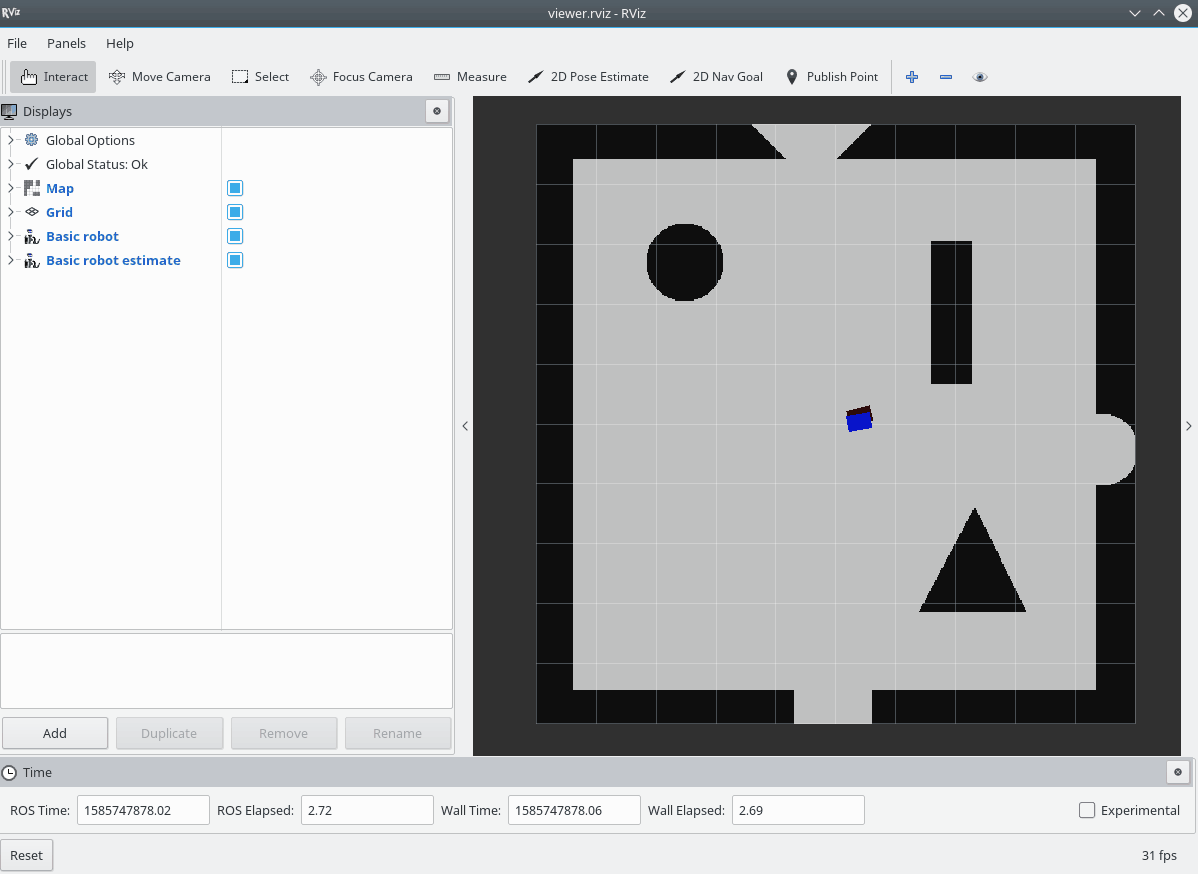 RViz
viewer.rviz - RViz
File Panels Help
Interact Move Camera Select Focus Camera Measure 2D Pose Estimate 2D Nav Goal Publish Point
Displays
Global Options
Global Status: Ok
Map
Grid
Basic robot
Basic robot estimate
Add Duplicate Remove Rename
Time
ROS Time: 1585747878.02 ROS Elapsed: 2.72 Wall Time: 1585747878.06 Wall Elapsed: 2.69 Experimental
Reset 31 fps